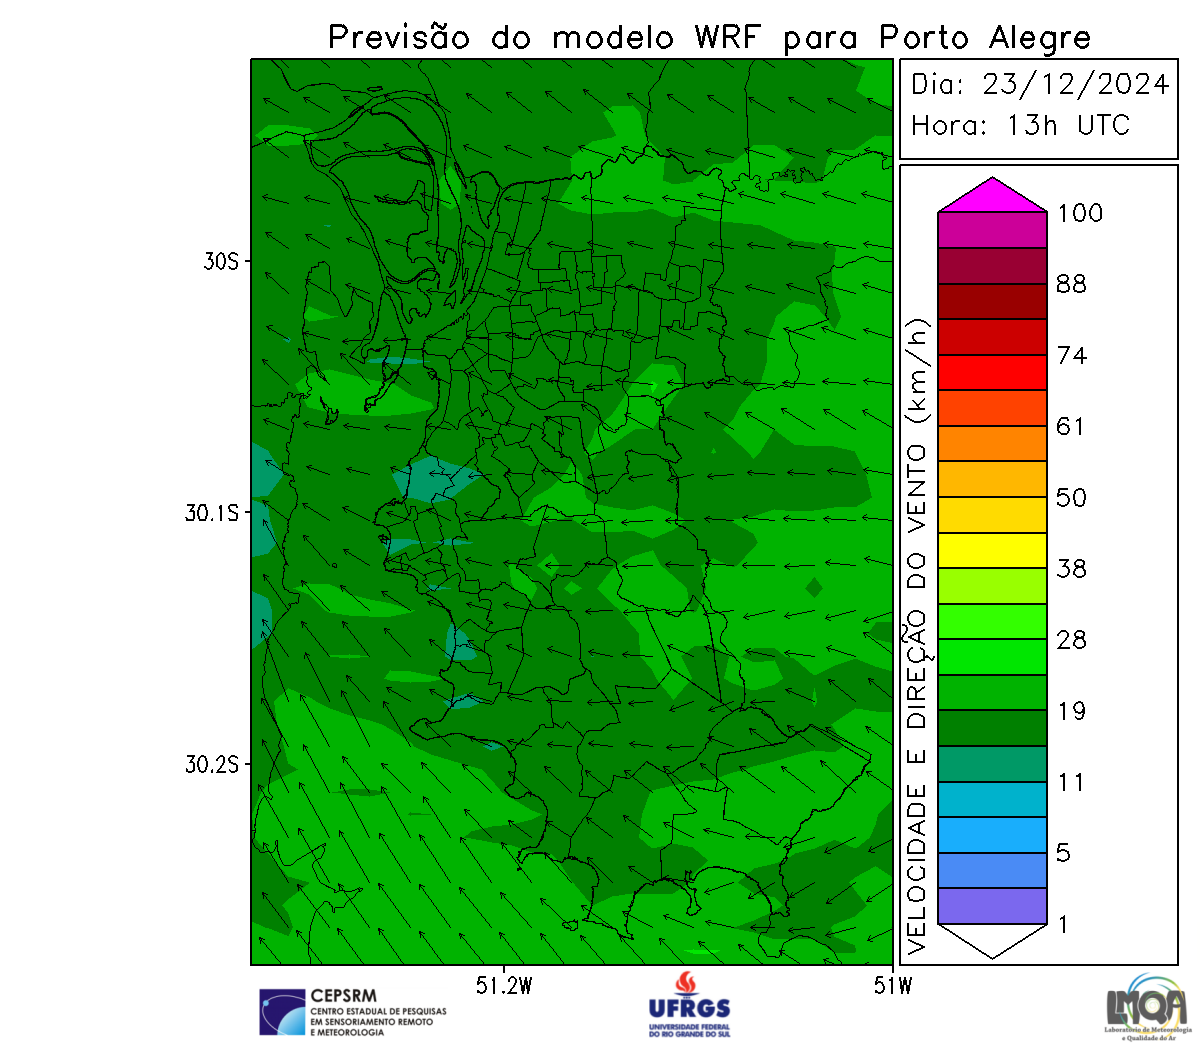 Previsão do modelo WRF para Porto Alegre
Dia: 23/12/2024
Hora: 13h UTC
30S
30.1S
30.2S
51.2W
51W
VELOCIDADE E DIREÇÃO DO VENTO (km/h)
100
88
74
61
50
38
28
19
11
5
1
CEPSRM
CENTRO ESTADUAL DE PESQUISAS
EM SENSORIAMENTO REMOTO
E METEOROLOGIA
UFRGS
UNIVERSIDADE FEDERAL
DO RIO GRANDE DO SUL
LMQA
Laboratório de Meteorologia
e Qualidade do Ar